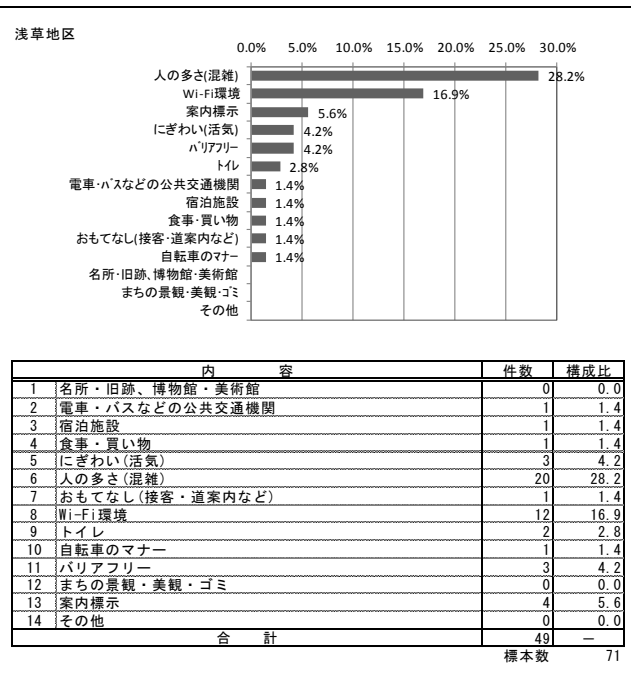 浅草地区
0.0% 5.0% 10.0% 15.0% 20.0% 25.0% 30.0%
人の多さ(混雑) 28.2%
Wi-Fi環境 16.9%
案内標示 5.6%
にぎわい(活気) 4.2%
バリアフリー 4.2%
トイレ 2.8%
電車・バスなどの公共交通機関 1.4%
宿泊施設 1.4%
食事・買い物 1.4%
おもてなし(接客・道案内など) 1.4%
自転車のマナー 1.4%
名所・旧跡、博物館・美術館
まちの景観・美観・ゴミ
その他
内 容 件数 構成比
1 名所・旧跡、博物館・美術館 0 0.0
2 電車・バスなどの公共交通機関 1 1.4
3 宿泊施設 1 1.4
4 食事・買い物 1 1.4
5 にぎわい(活気) 3 4.2
6 人の多さ(混雑) 20 28.2
7 おもてなし(接客・道案内など) 1 1.4
8 Wi-Fi環境 12 16.9
9 トイレ 2 2.8
10 自転車のマナー 1 1.4
11 バリアフリー 3 4.2
12 まちの景観・美観・ゴミ 0 0.0
13 案内標示 4 5.6
14 その他 0 0.0
合 計 49 －
標本数 71